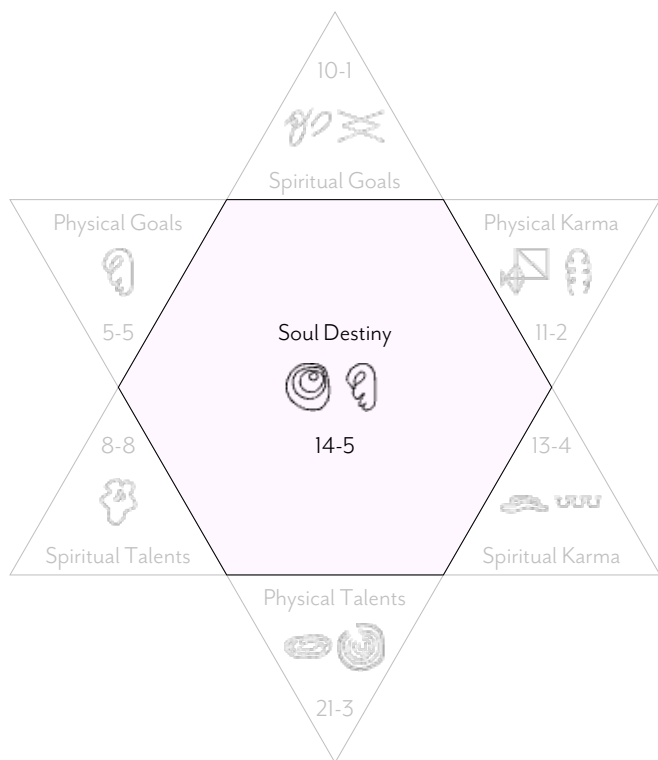 10-1
Spiritual Goals
Physical Goals
5-5
Physical Karma
11-2
Soul Destiny
14-5
8-8
Spiritual Talents
13-4
Spiritual Karma
Physical Talents
21-3